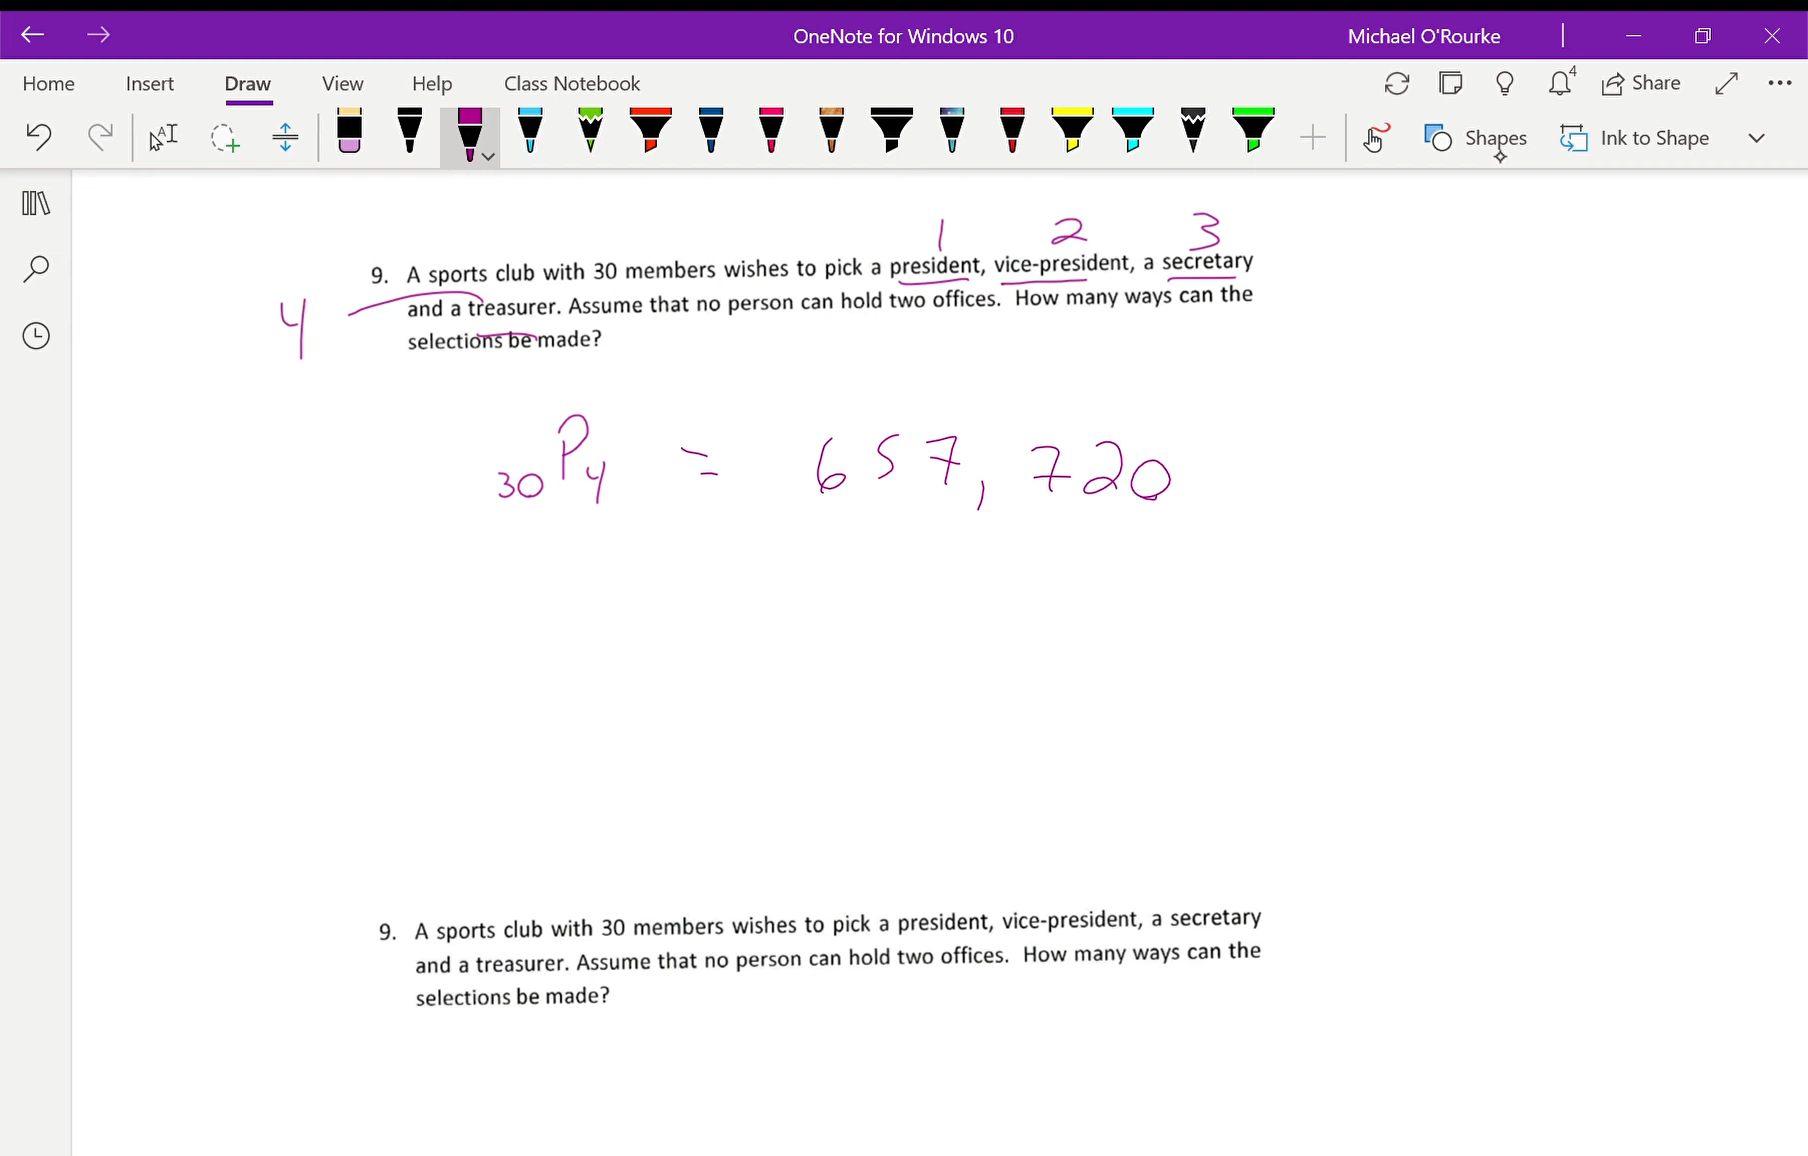 OneNote for Windows 10
Michael O'Rourke
Home Insert Draw View Help Class Notebook
4
Share
Shapes
Ink to Shape
1 2 3
9. A sports club with 30 members wishes to pick a president, vice-president, a secretary
and a treasurer. Assume that no person can hold two offices. How many ways can the
selections be made?
4
30P4 = 657,720
9. A sports club with 30 members wishes to pick a president, vice-president, a secretary
and a treasurer. Assume that no person can hold two offices. How many ways can the
selections be made?